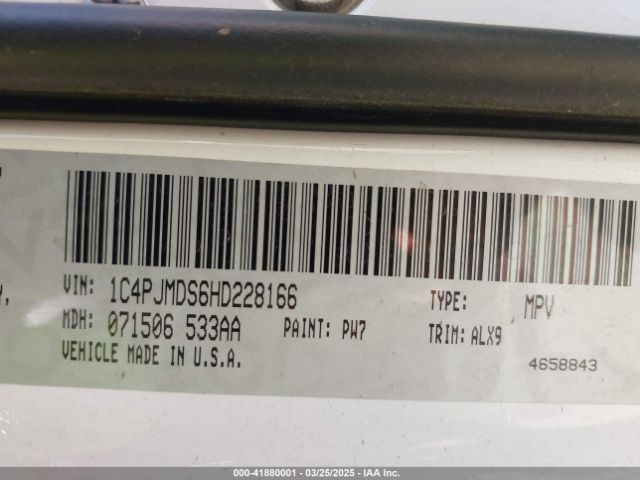 VIN: 1C4PJMDS6HD228166 TYPE: MPV
MDH: 071506 533AA PAINT: PW7 TRIM: ALX9
VEHICLE MADE IN U.S.A. 4658843
000-41880001 - 03/25/2025 - IAA Inc.